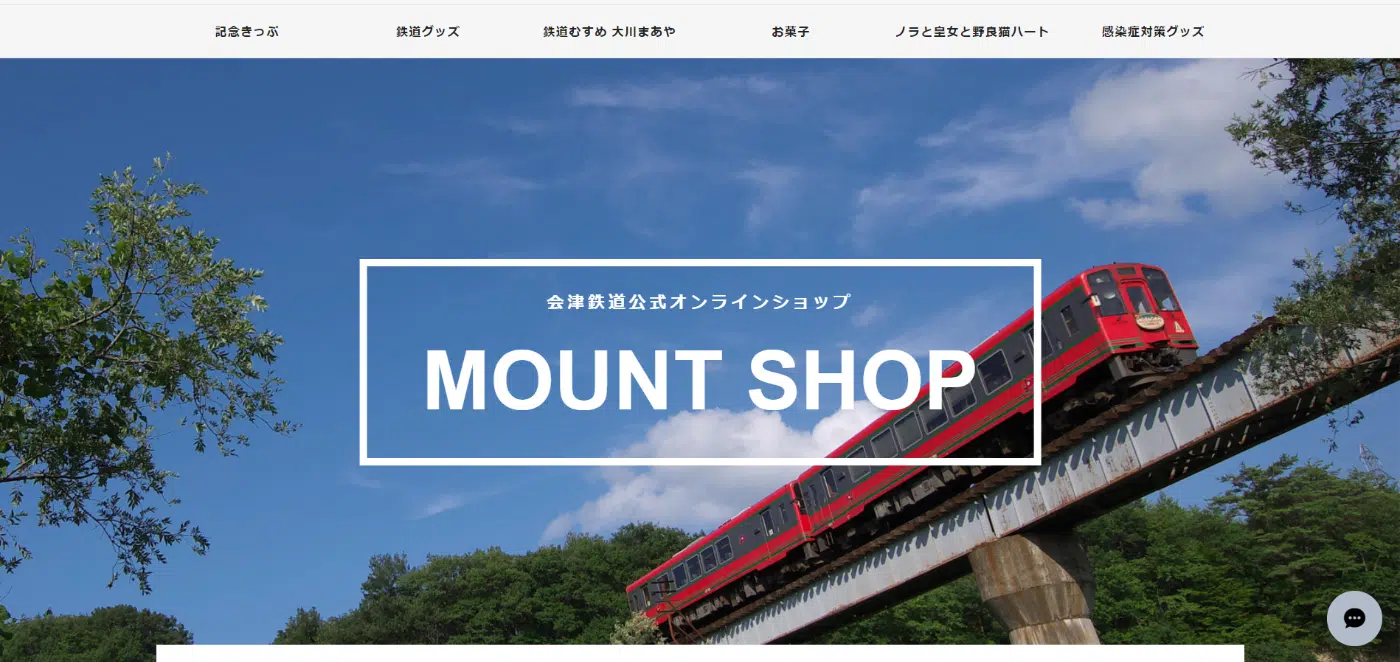 記念きっぷ
鉄道グッズ
鉄道むすめ 大川まあや
お菓子
ノラと皇女と野良猫ハート
感染症対策グッズ
会津鉄道公式オンラインショップ
MOUNT SHOP